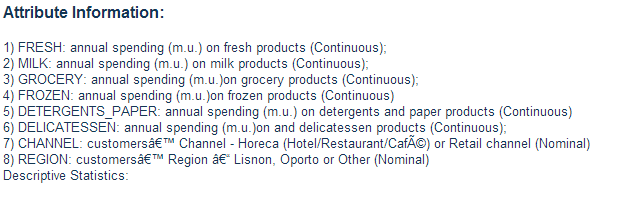 Attribute Information:
1) FRESH: annual spending (m.u.) on fresh products (Continuous);
2) MILK: annual spending (m.u.) on milk products (Continuous);
3) GROCERY: annual spending (m.u.)on grocery products (Continuous);
4) FROZEN: annual spending (m.u.)on frozen products (Continuous)
5) DETERGENTS_PAPER: annual spending (m.u.) on detergents and paper products (Continuous)
6) DELICATESSEN: annual spending (m.u.)on and delicatessen products (Continuous);
7) CHANNEL: customersâ€™ Channel - Horeca (Hotel/Restaurant/CafÃ©) or Retail channel (Nominal)
8) REGION: customersâ€™ Region â€“ Lisnon, Oporto or Other (Nominal)
Descriptive Statistics: